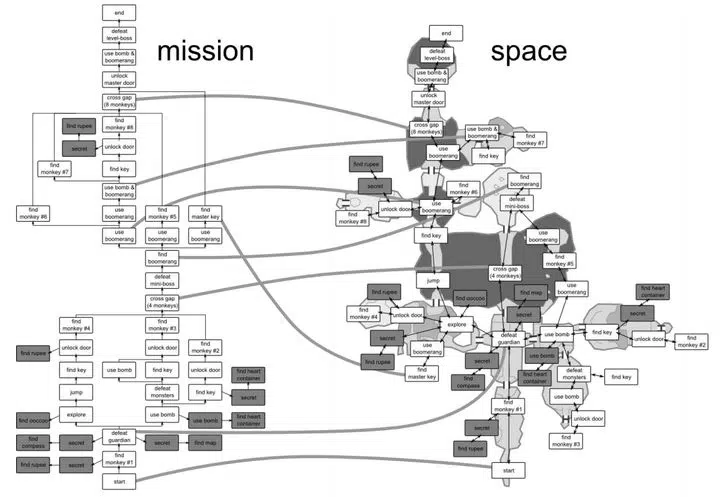 mission
space
end
defeat
level-boss
use bomb &
boomerang
unlock
master door
cross gap
(8 monkeys)
find rupee
find
monkey #8
secret
unlock door
find
monkey #7
find key
use bomb &
boomerang
find
monkey #6
use
boomerang
find
monkey #5
find
master key
use
boomerang
use
boomerang
use
boomerang
find
boomerang
defeat
mini-boss
cross gap
(4 monkeys)
find
monkey #4
find
monkey #3
find rupee
unlock door
unlock door
find
monkey #2
find key
use bomb
find key
unlock door
find heart
container
jump
defeat
monsters
find key
secret
find ooccoo
explore
use bomb
use bomb
find heart
container
find
compass
secret
defeat
guardian
secret
find map
find rupee
secret
find
monkey #1
start
end
defeat
level-boss
use bomb &
boomerang
unlock
master door
cross gap
(8 monkeys)
use bomb &
boomerang
find
monkey #7
use
boomerang
find key
find rupee
secret
find
monkey #6
find
boomerang
unlock door
use
boomerang
defeat
mini-boss
find
monkey #8
find key
use
boomerang
find
monkey #5
cross gap
(4 monkeys)
jump
use
boomerang
find rupee
find ooccoo
find map
find heart
container
find
monkey #4
unlock door
secret
secret
explore
secret
defeat
guardian
use bomb
find key
unlock door
find
monkey #2
find rupee
use
boomerang
secret
use bomb
find
master key
find
compass
find heart
container
defeat
monsters
find key
use bomb
find
monkey #1
unlock door
secret
find
monkey #3
find rupee
start